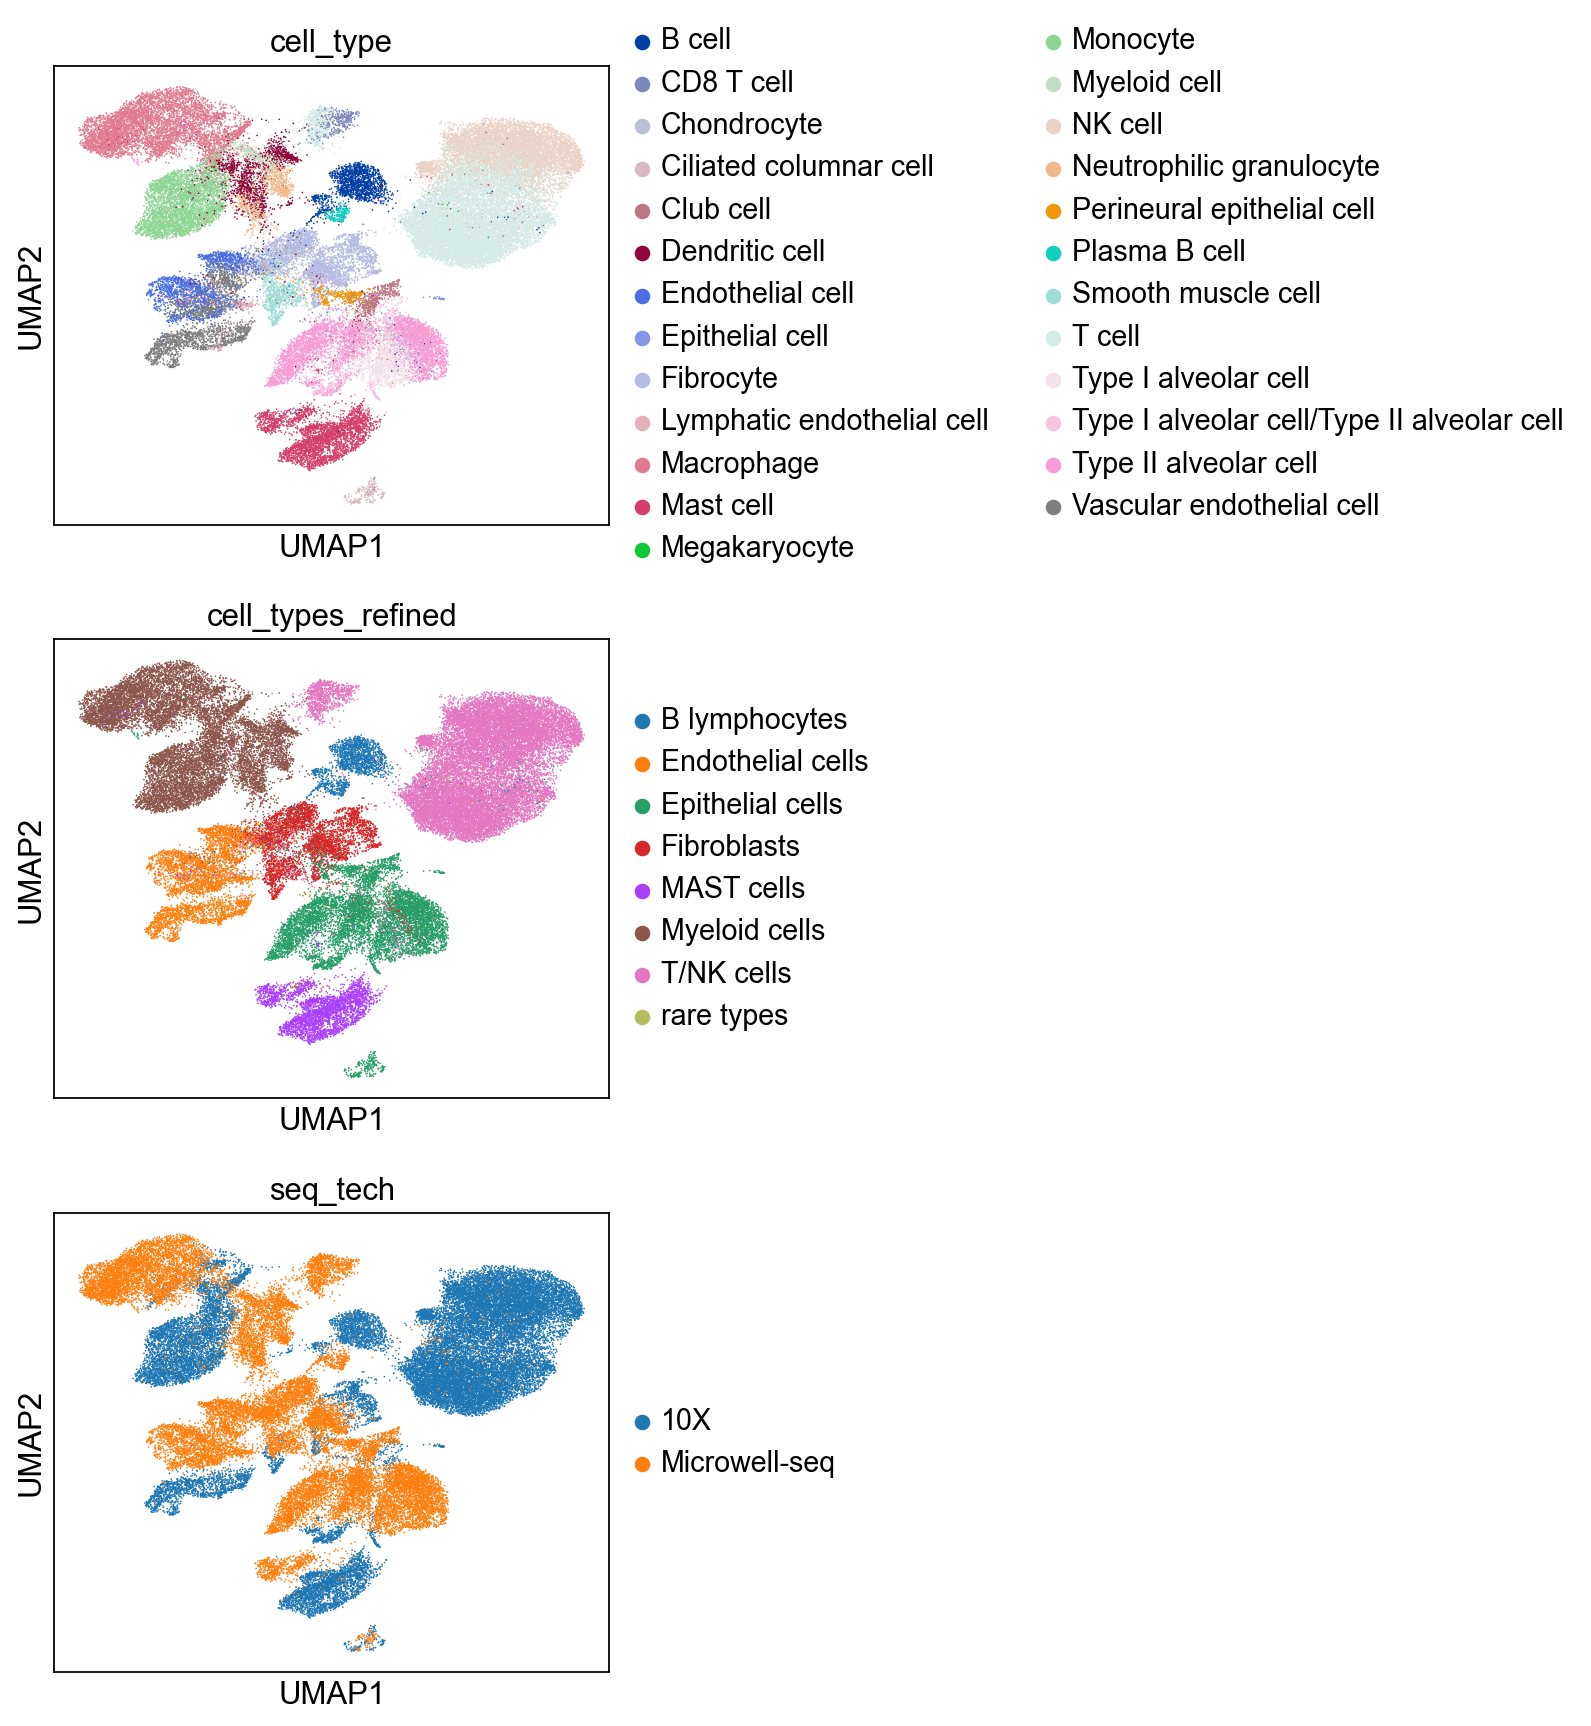 cell_type
UMAP2
UMAP1
B cell
CD8 T cell
Chondrocyte
Ciliated columnar cell
Club cell
Dendritic cell
Endothelial cell
Epithelial cell
Fibrocyte
Lymphatic endothelial cell
Macrophage
Mast cell
Megakaryocyte
Monocyte
Myeloid cell
NK cell
Neutrophilic granulocyte
Perineural epithelial cell
Plasma B cell
Smooth muscle cell
T cell
Type I alveolar cell
Type I alveolar cell/Type II alveolar cell
Type II alveolar cell
Vascular endothelial cell
cell_types_refined
UMAP2
UMAP1
B lymphocytes
Endothelial cells
Epithelial cells
Fibroblasts
MAST cells
Myeloid cells
T/NK cells
rare types
seq_tech
UMAP2
UMAP1
10X
Microwell-seq